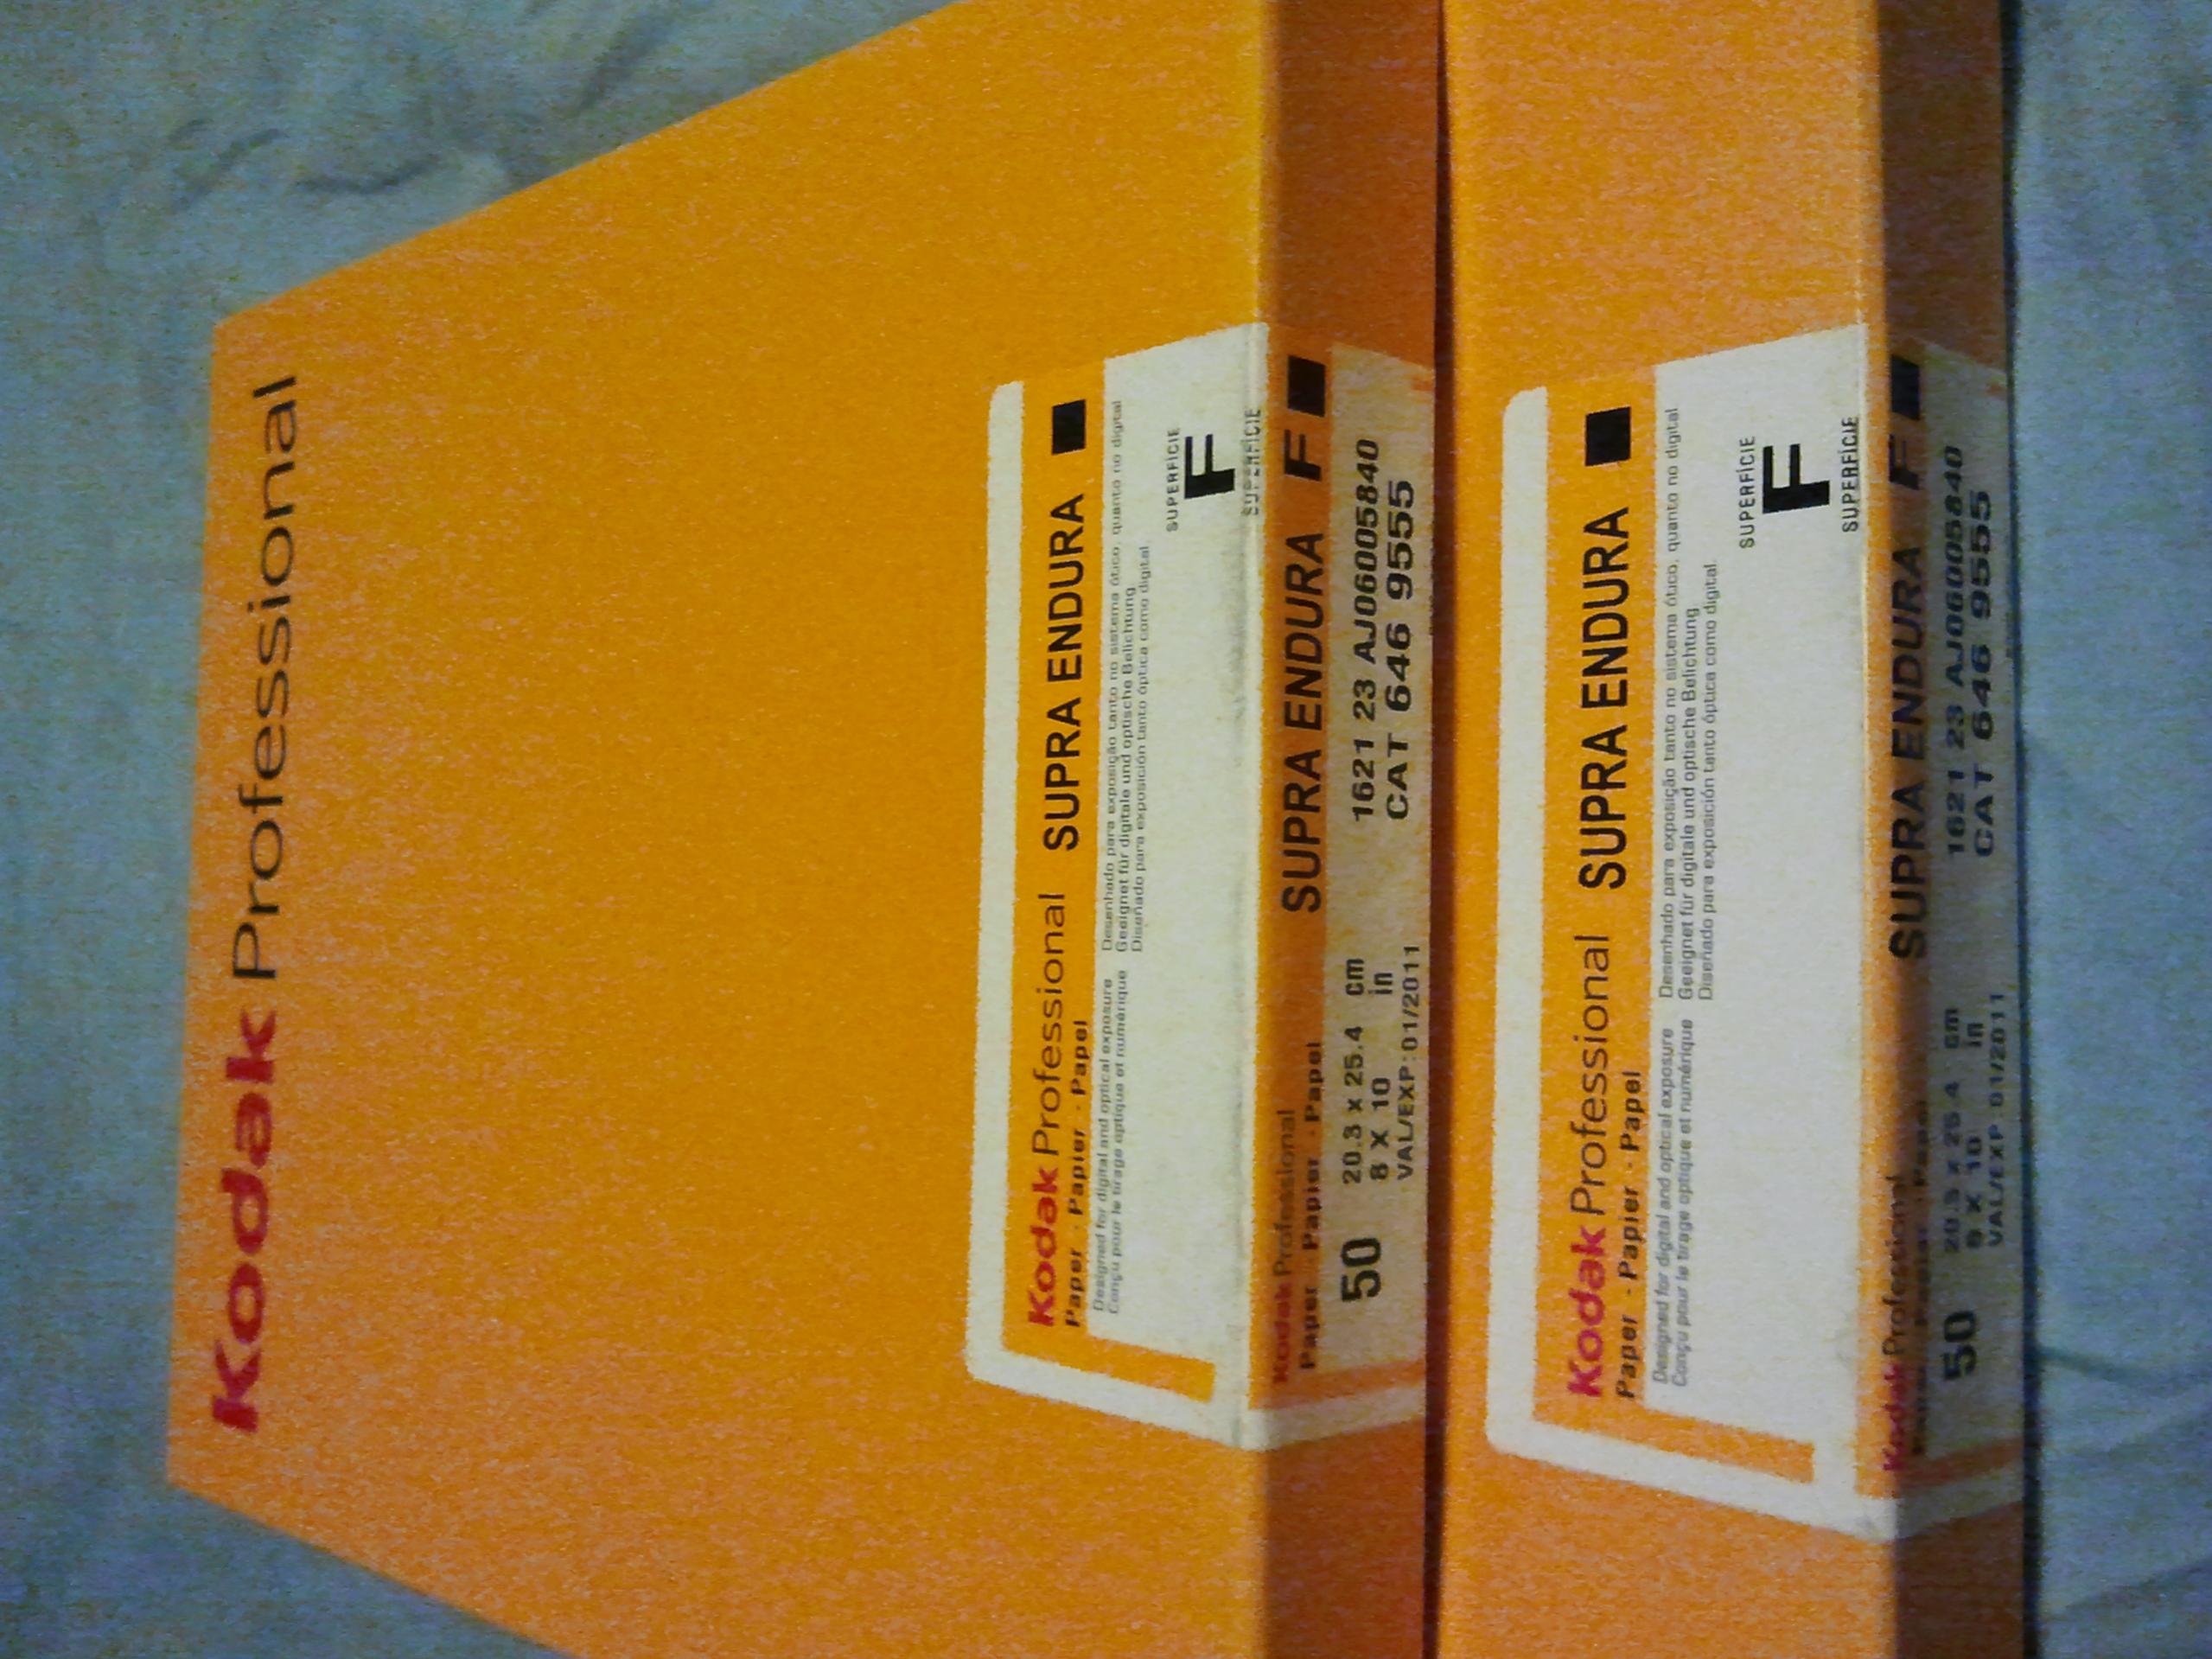 Kodak Professional
Kodak Professional SUPRA ENDURA
Paper · Papier · Papel
Designed for digital and optical exposure
Conçu pour le tirage optique et numérique
Desenhado para exposição tanto no sistema ótico, quanto no digital
Geeignet für digitale und optische Belichtung
Diseñado para exposición tanto óptica como digital.
SUPERFÍCIE
F
SUPERFÍCIE
Kodak Professional SUPRA ENDURA F
Paper · Papier · Papel
50 20.3 x 25.4 cm 1621 23 AJ06005840
8 X 10 in CAT 646 9555
VAL/EXP:01/2011
Kodak Professional SUPRA ENDURA
Paper · Papier · Papel
Designed for digital and optical exposure
Conçu pour le tirage optique et numérique
Desenhado para exposição tanto no sistema ótico, quanto no digital
Geeignet für digitale und optische Belichtung
Diseñado para exposición tanto óptica como digital.
SUPERFÍCIE
F
SUPERFÍCIE
Kodak Professional SUPRA ENDURA F
50 20.3 x 25.4 cm 1621 23 AJ06005840
8 X 10 in CAT 646 9555
VAL/EXP 01/2011